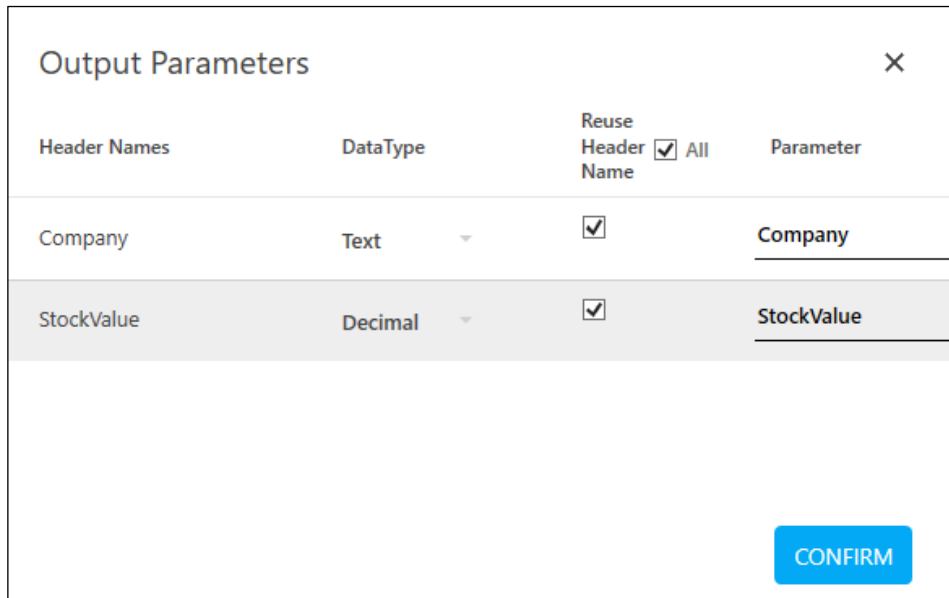 Output Parameters
Header Names
DataType
Reuse
Header
Name
All
Parameter
Company
Text
Company
StockValue
Decimal
StockValue
CONFIRM